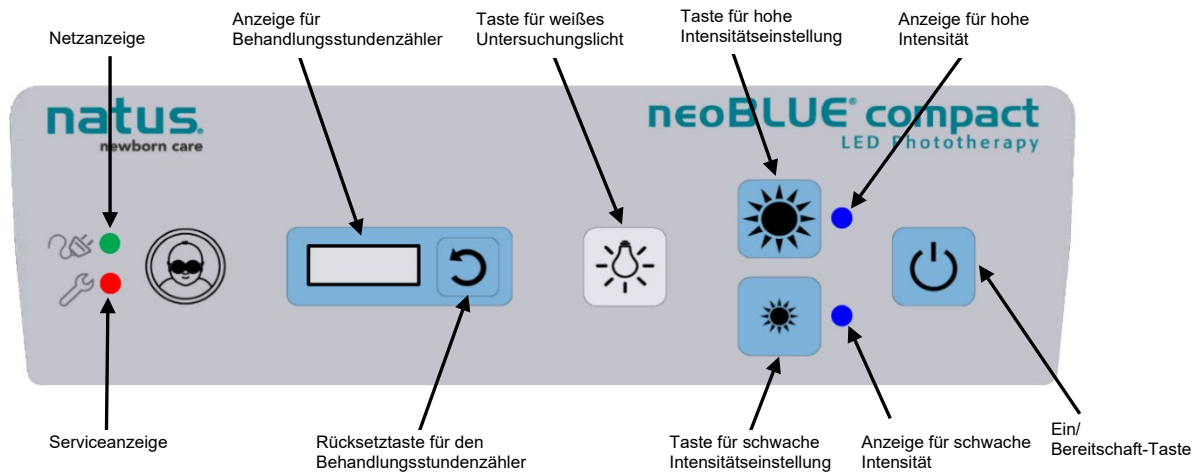 Netzanzeige
Anzeige für
Behandlungsstundenzähler
Taste für weißes
Untersuchungslicht
Taste für hohe
Intensitätseinstellung
Anzeige für hohe
Intensität
natus.
newborn care
neoBLUE® compact
LED Phototherapy
Serviceanzeige
Rücksetztaste für den
Behandlungsstundenzähler
Taste für schwache
Intensitätseinstellung
Anzeige für schwache
Intensität
Ein/
Bereitschaft-Taste